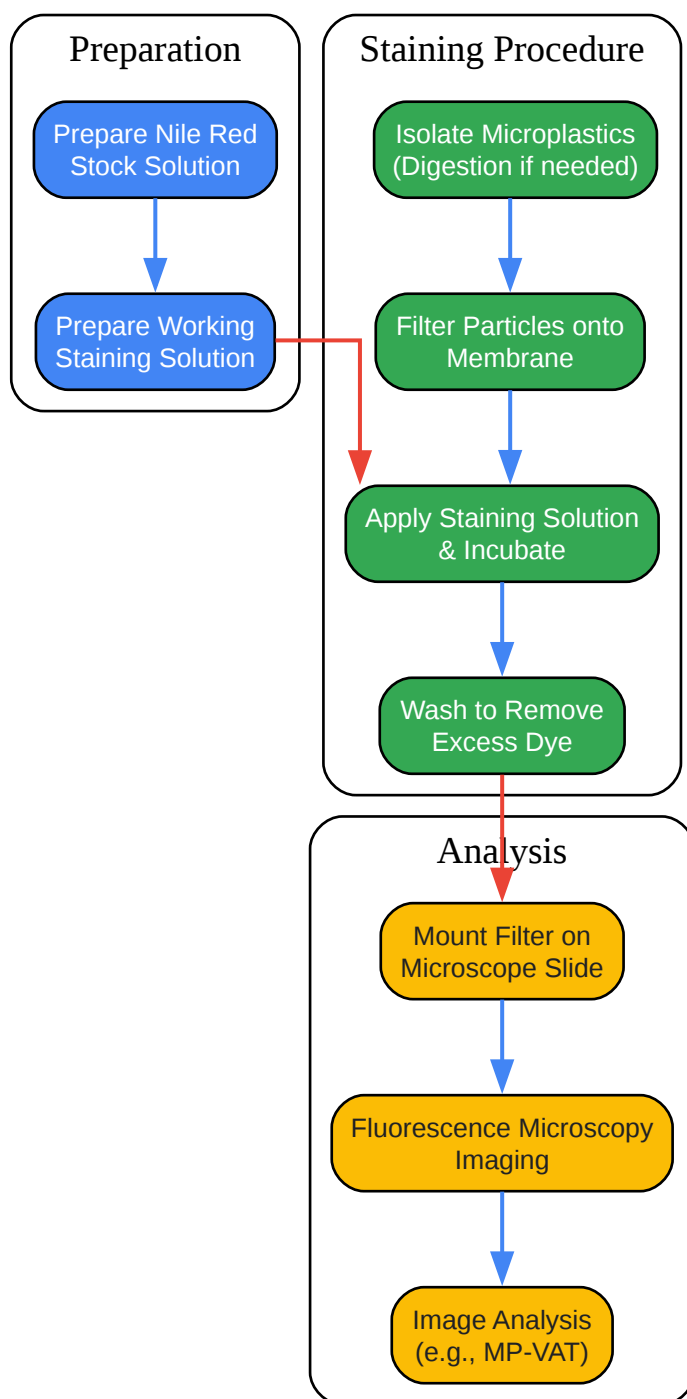 Preparation
Prepare Nile Red
Stock Solution
Prepare Working
Staining Solution
Staining Procedure
Isolate Microplastics
(Digestion if needed)
Filter Particles onto
Membrane
Apply Staining Solution
& Incubate
Wash to Remove
Excess Dye
Analysis
Mount Filter on
Microscope Slide
Fluorescence Microscopy
Imaging
Image Analysis
(e.g., MP-VAT)